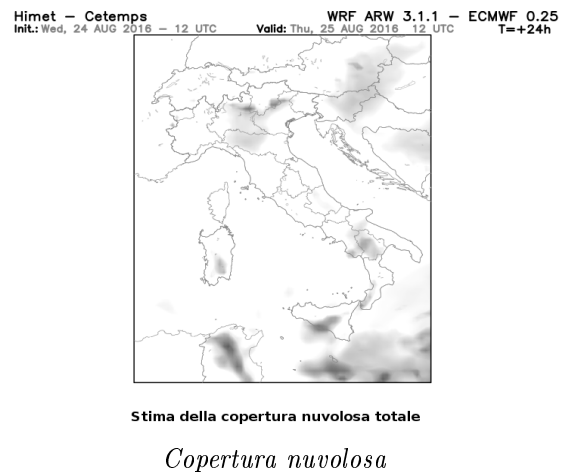 Himet – Cetemps WRF ARW 3.1.1 – ECMWF 0.25
Init.: Wed, 24 AUG 2016 – 12 UTC Valid: Thu, 25 AUG 2016 12 UTC T=+24h
Stima della copertura nuvolosa totale
Copertura nuvolosa